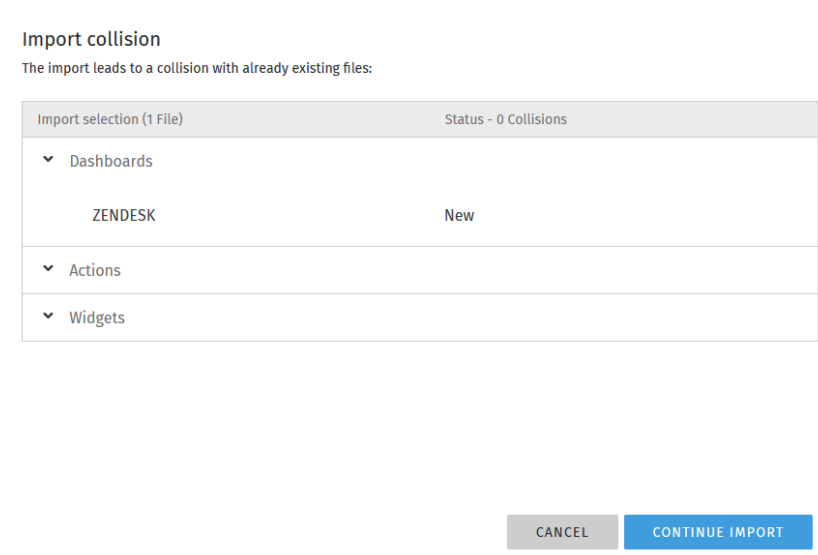 Import collision
The import leads to a collision with already existing files:
Import selection (1 File) Status - 0 Collisions
Dashboards
ZENDESK New
Actions
Widgets
CANCEL CONTINUE IMPORT